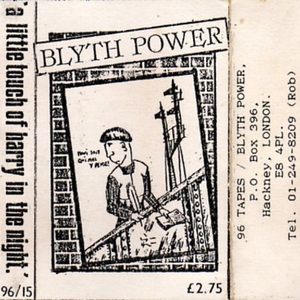 'a little touch of harry in the night.'
96/15
BLYTH POWER
£2.75
96 TAPES / BLYTH POWER,
P.O. Box 396,
Hackney, LONDON.
E8 4PL
Tel. 01-249-8209 (Rob)